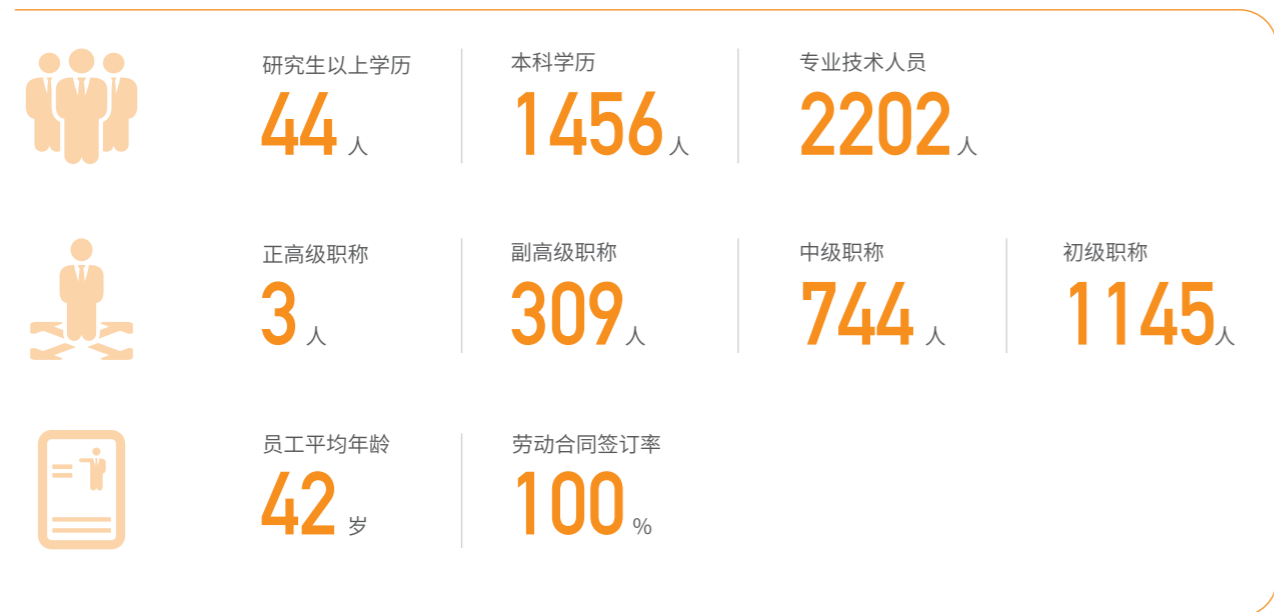 研究生以上学历
44 人
本科学历
1456 人
专业技术人员
2202 人
正高级职称
3 人
副高级职称
309 人
中级职称
744 人
初级职称
1145 人
员工平均年龄
42 岁
劳动合同签订率
100 %